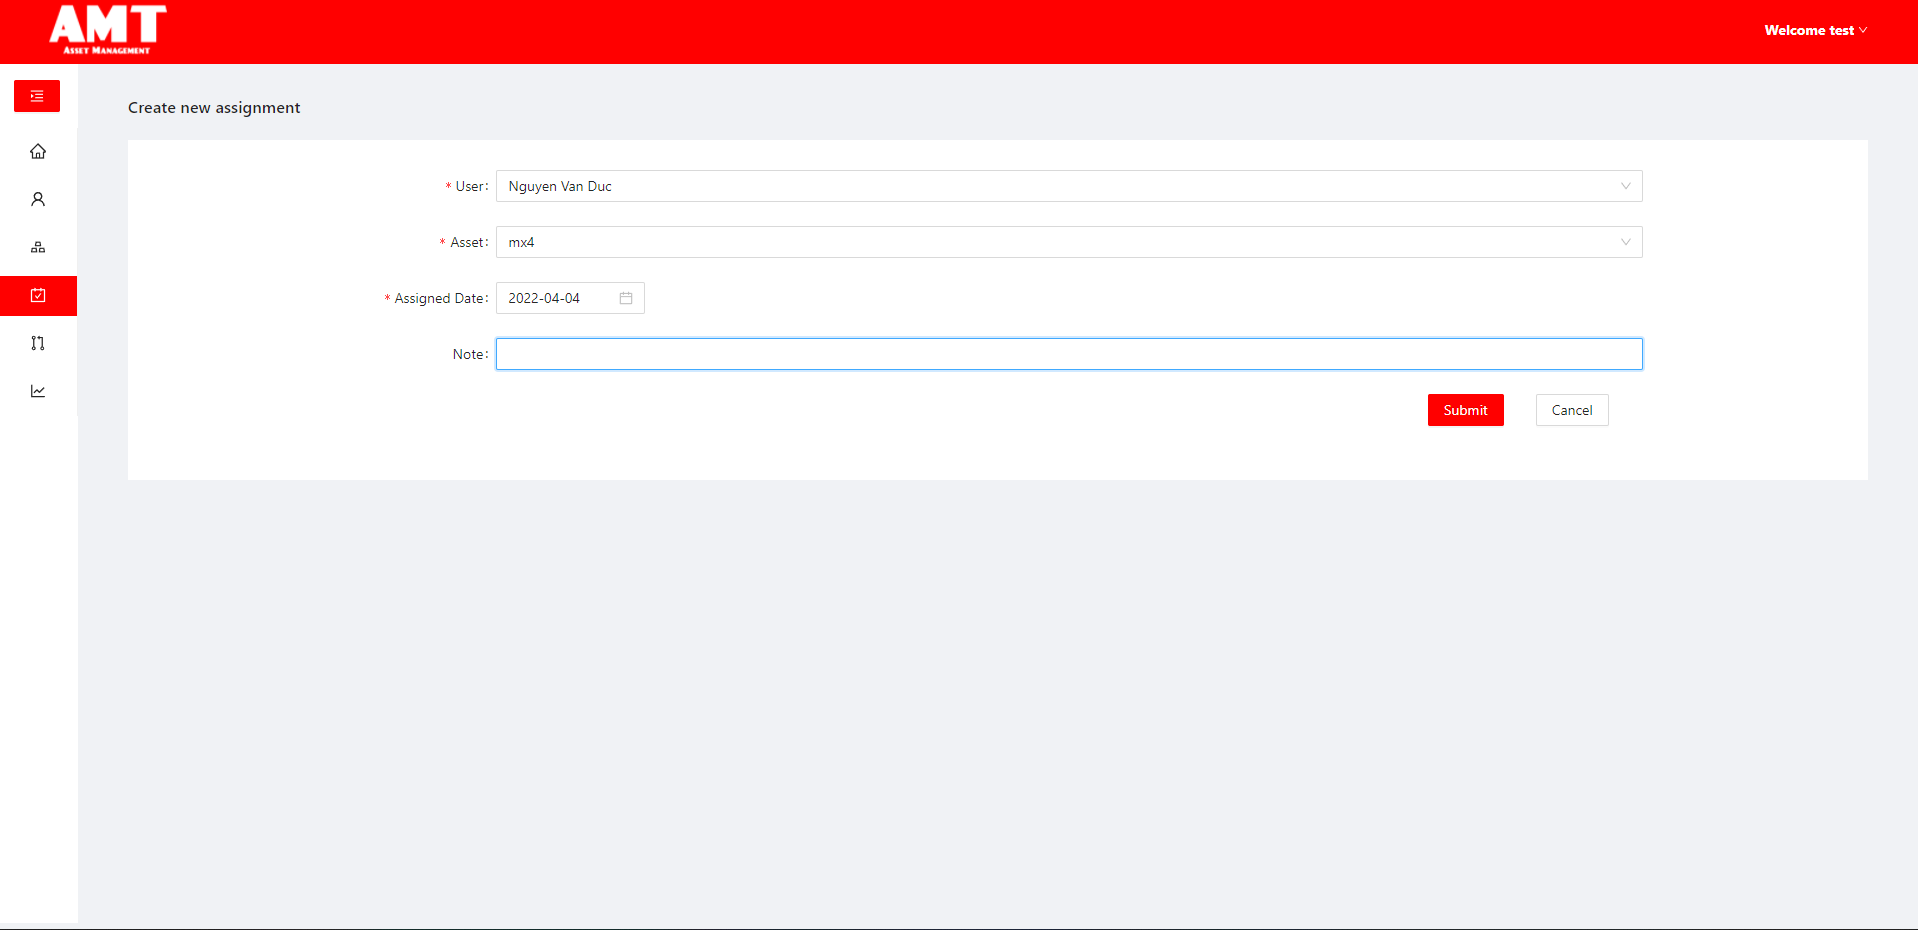 AMT
ASSET MANAGEMENT
Welcome test
Create new assignment
* User: Nguyen Van Duc
* Asset: mx4
* Assigned Date: 2022-04-04
Note:
Submit Cancel